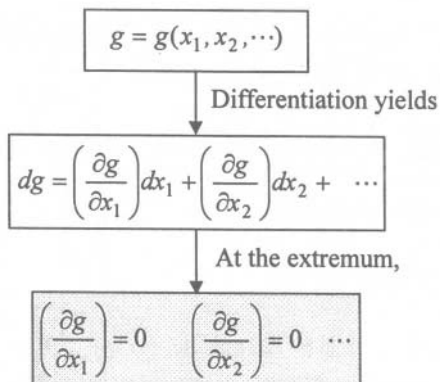 g = g(x₁, x₂, ⋯)
Differentiation yields
dg = (∂g/∂x₁)dx₁ + (∂g/∂x₂)dx₂ + ⋯
At the extremum,
(∂g/∂x₁) = 0 (∂g/∂x₂) = 0 ⋯